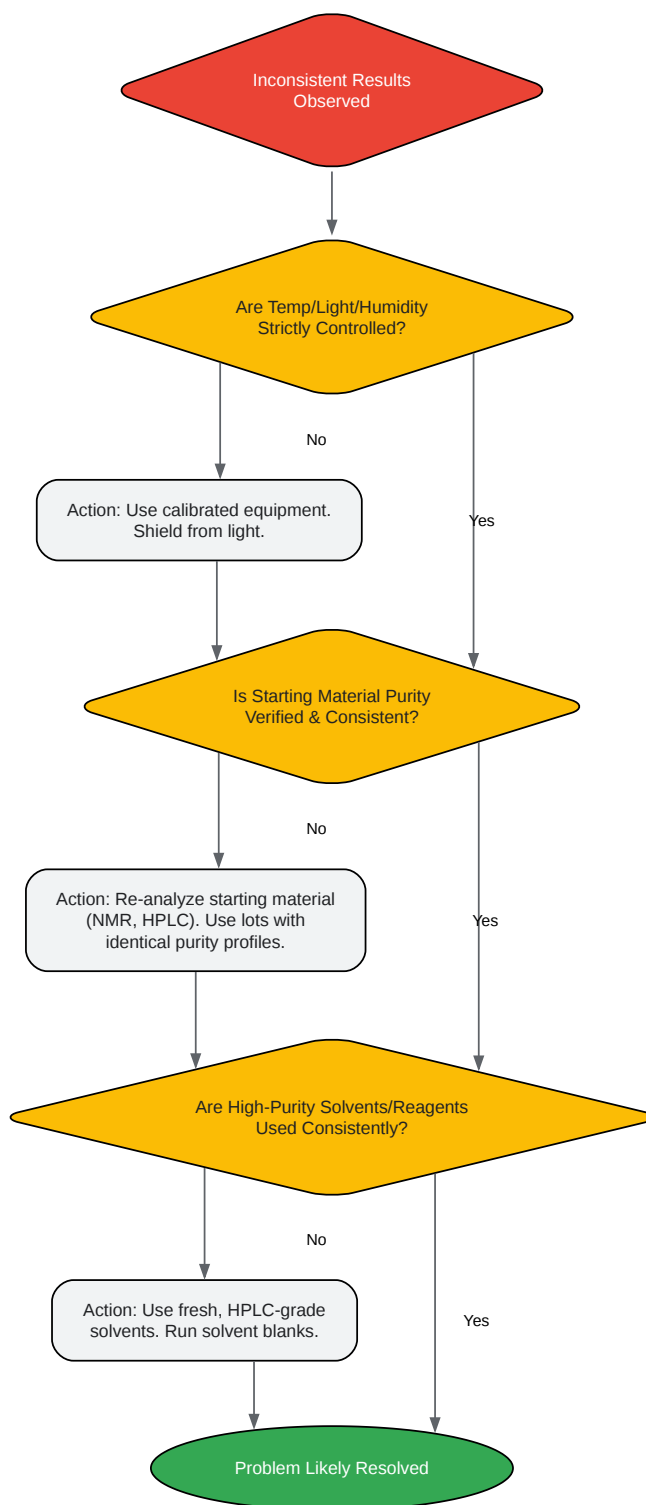 Inconsistent Results
Observed
Are Temp/Light/Humidity
Strictly Controlled?
No
Action: Use calibrated equipment.
Shield from light.
Yes
Is Starting Material Purity
Verified & Consistent?
No
Action: Re-analyze starting material
(NMR, HPLC). Use lots with
identical purity profiles.
Yes
Are High-Purity Solvents/Reagents
Used Consistently?
No
Action: Use fresh, HPLC-grade
solvents. Run solvent blanks.
Yes
Problem Likely Resolved